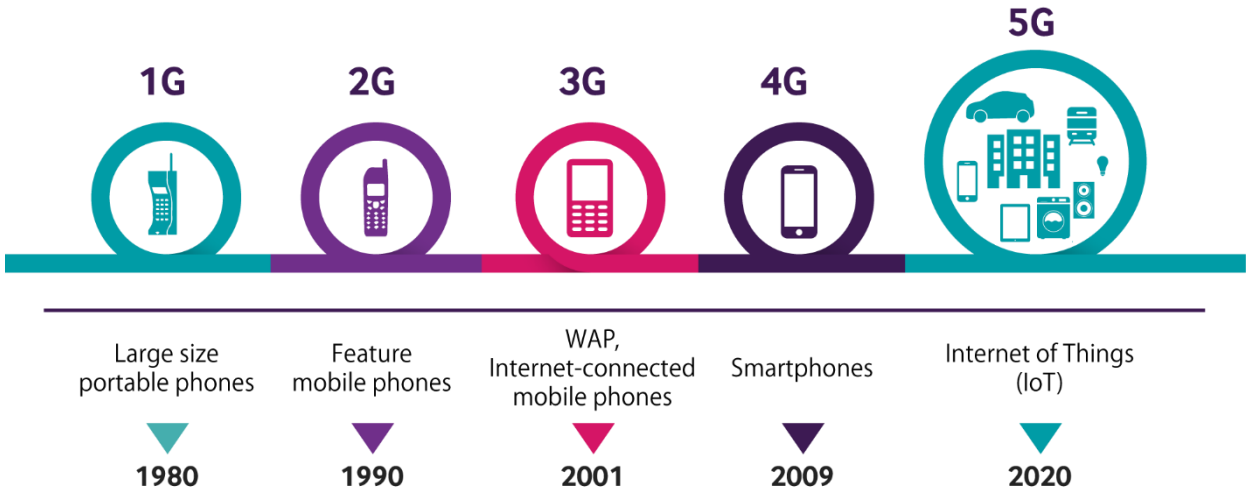 1G
2G
3G
4G
5G
Large size
portable phones
Feature
mobile phones
WAP,
Internet-connected
mobile phones
Smartphones
Internet of Things
(IoT)
1980
1990
2001
2009
2020